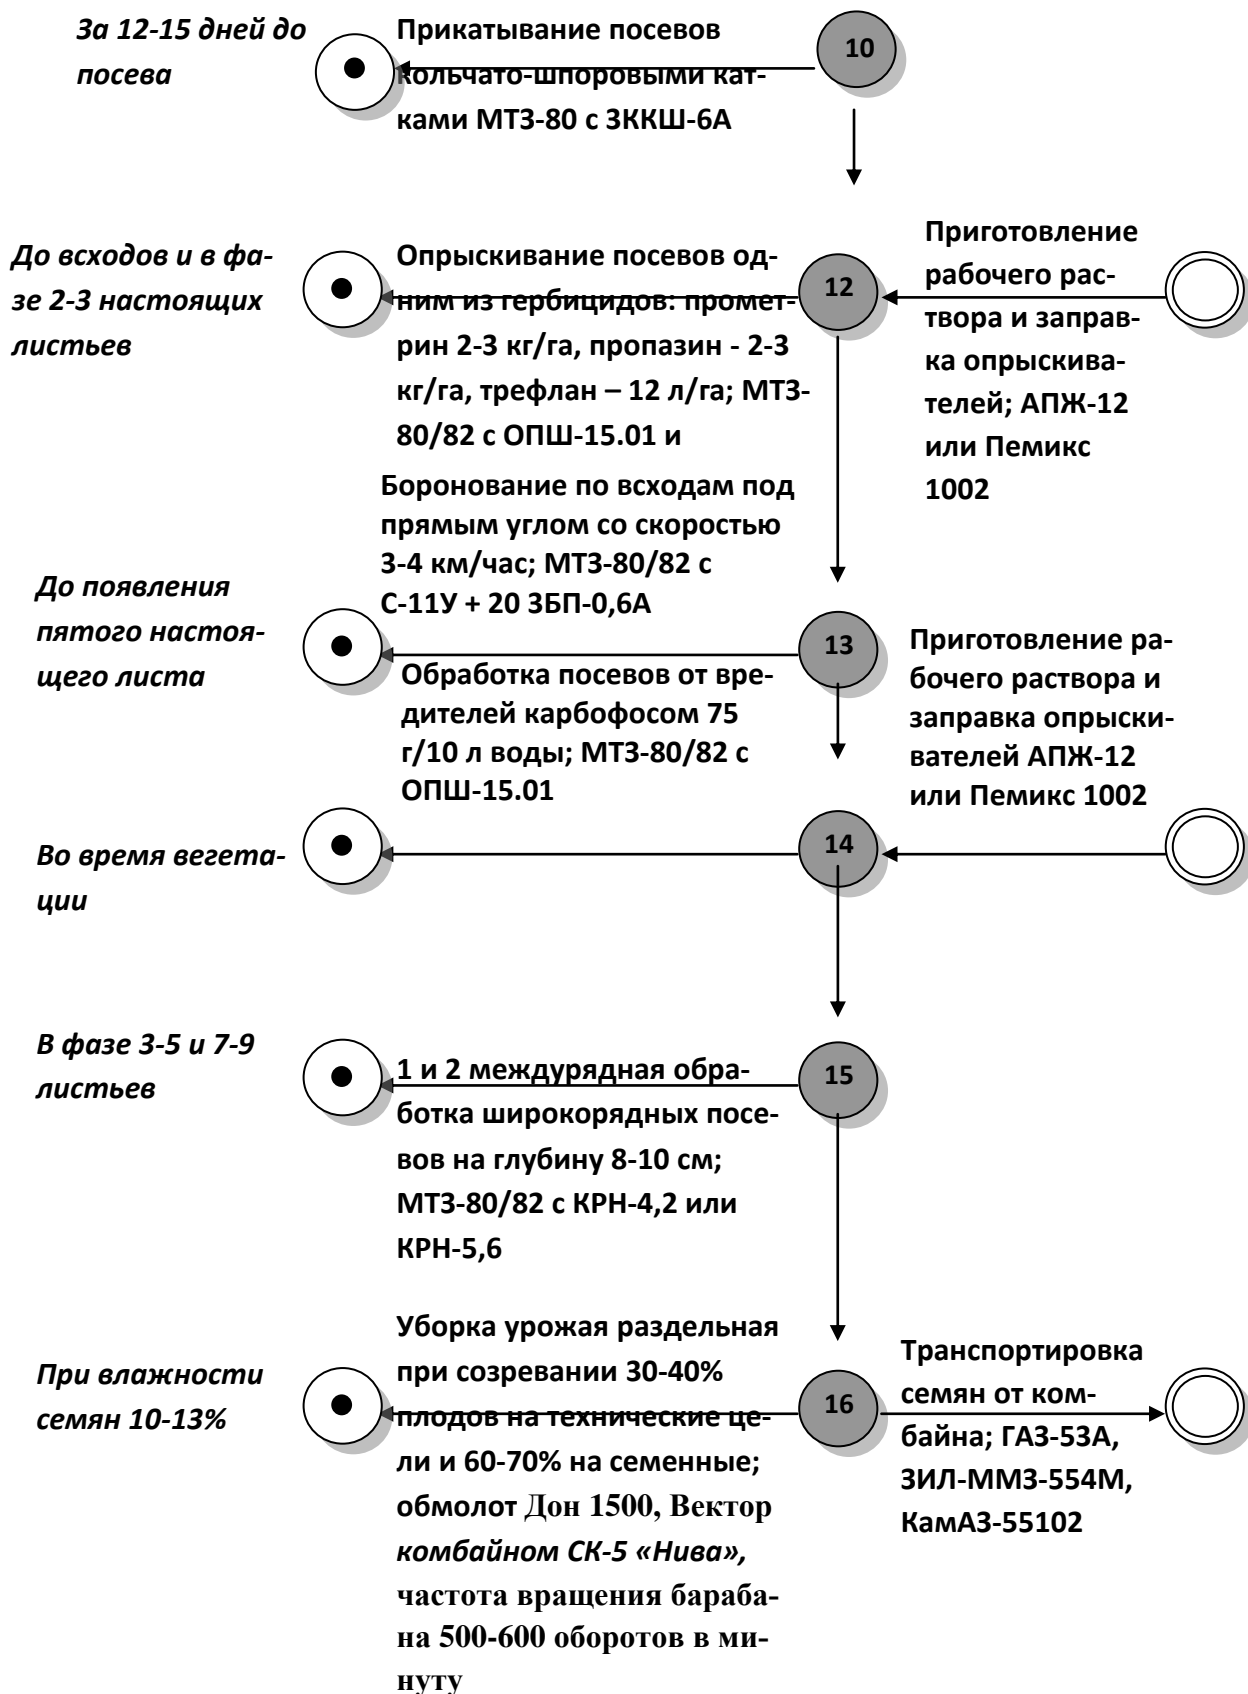 За 12-15 дней до
посева
Прикатывание посевов
кольчато-шпоровыми кат-
ками МТЗ-80 с 3ККШ-6А
10
До всходов и в фа-
зе 2-3 настоящих
листьев
Опрыскивание посевов од-
ним из гербицидов: промет-
рин 2-3 кг/га, пропазин - 2-3
кг/га, трефлан – 12 л/га; МТЗ-
80/82 с ОПШ-15.01 и
12
Приготовление
рабочего рас-
твора и заправ-
ка опрыскива-
телей; АПЖ-12
или Пемикс
1002
Боронование по всходам под
прямым углом со скоростью
3-4 км/час; МТЗ-80/82 с
С-11У + 20 ЗБП-0,6А
До появления
пятого настоя-
щего листа
13
Обработка посевов от вре-
дителей карбофосом 75
г/10 л воды; МТЗ-80/82 с
ОПШ-15.01
Приготовление ра-
бочего раствора и
заправка опрыски-
вателей АПЖ-12
или Пемикс 1002
Во время вегета-
ции
14
В фазе 3-5 и 7-9
листьев
1 и 2 междурядная обра-
ботка широкорядных посе-
вов на глубину 8-10 см;
МТЗ-80/82 с КРН-4,2 или
КРН-5,6
15
При влажности
семян 10-13%
Уборка урожая раздельная
при созревании 30-40%
плодов на технические це-
ли и 60-70% на семенные;
обмолот Дон 1500, Вектор
комбайном СК-5 «Нива»,
частота вращения бараба-
на 500-600 оборотов в ми-
нуту
16
Транспортировка
семян от ком-
байна; ГАЗ-53А,
ЗИЛ-ММЗ-554М,
КамАЗ-55102